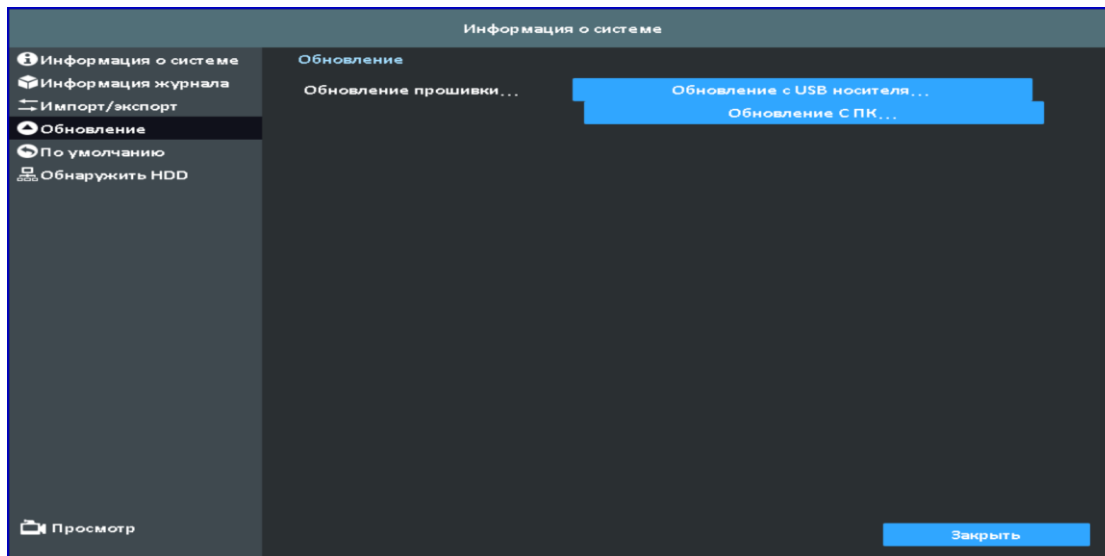 Информация о системе
Информация о системе
Информация журнала
Импорт/экспорт
Обновление
По умолчанию
Обнаружить HDD
Просмотр
Обновление
Обновление прошивки...
Обновление с USB носителя...
Обновление С ПК...
Закрыть